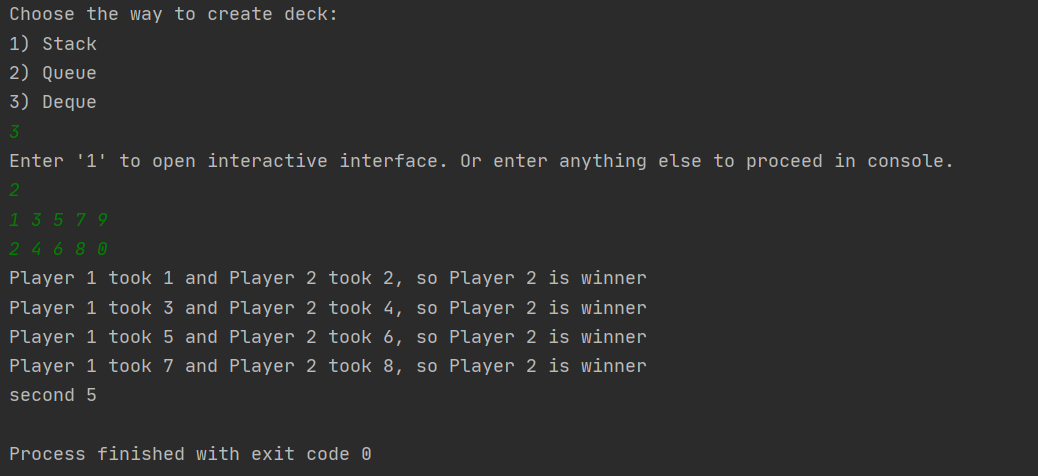 Choose the way to create deck:
1) Stack
2) Queue
3) Deque
3
Enter '1' to open interactive interface. Or enter anything else to proceed in console.
2
1 3 5 7 9
2 4 6 8 0
Player 1 took 1 and Player 2 took 2, so Player 2 is winner
Player 1 took 3 and Player 2 took 4, so Player 2 is winner
Player 1 took 5 and Player 2 took 6, so Player 2 is winner
Player 1 took 7 and Player 2 took 8, so Player 2 is winner
second 5
Process finished with exit code 0